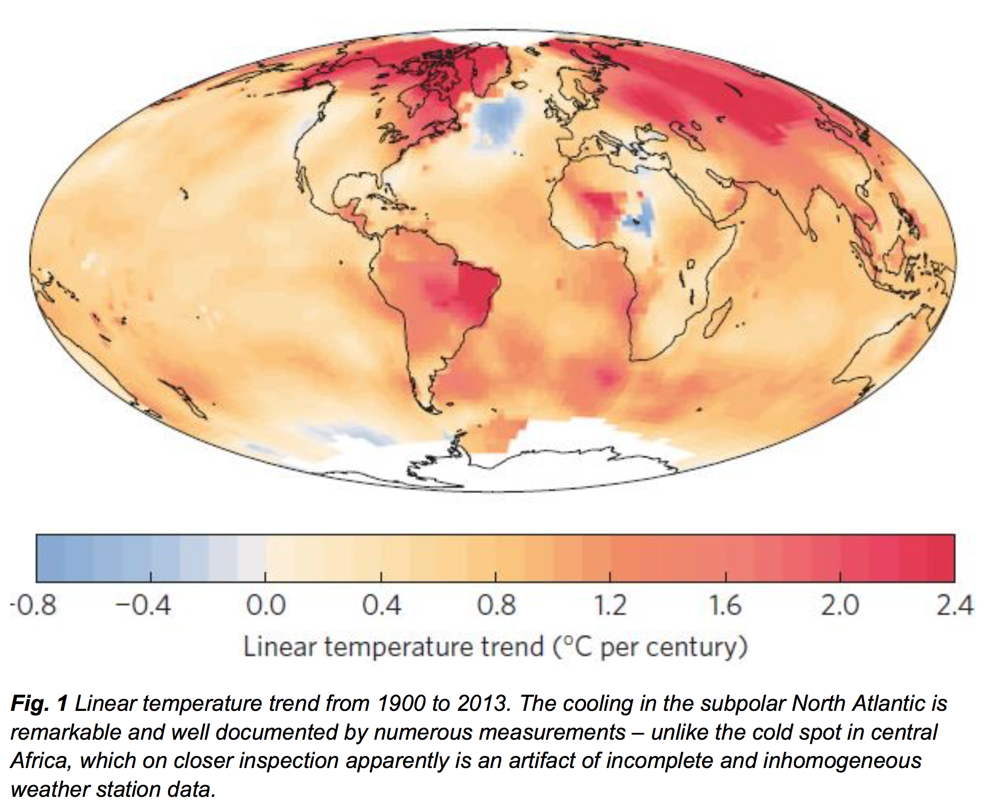 -0.8 −0.4 0.0 0.4 0.8 1.2 1.6 2.0 2.4
Linear temperature trend (°C per century)
Fig. 1 Linear temperature trend from 1900 to 2013. The cooling in the subpolar North Atlantic is
remarkable and well documented by numerous measurements – unlike the cold spot in central
Africa, which on closer inspection apparently is an artifact of incomplete and inhomogeneous
weather station data.